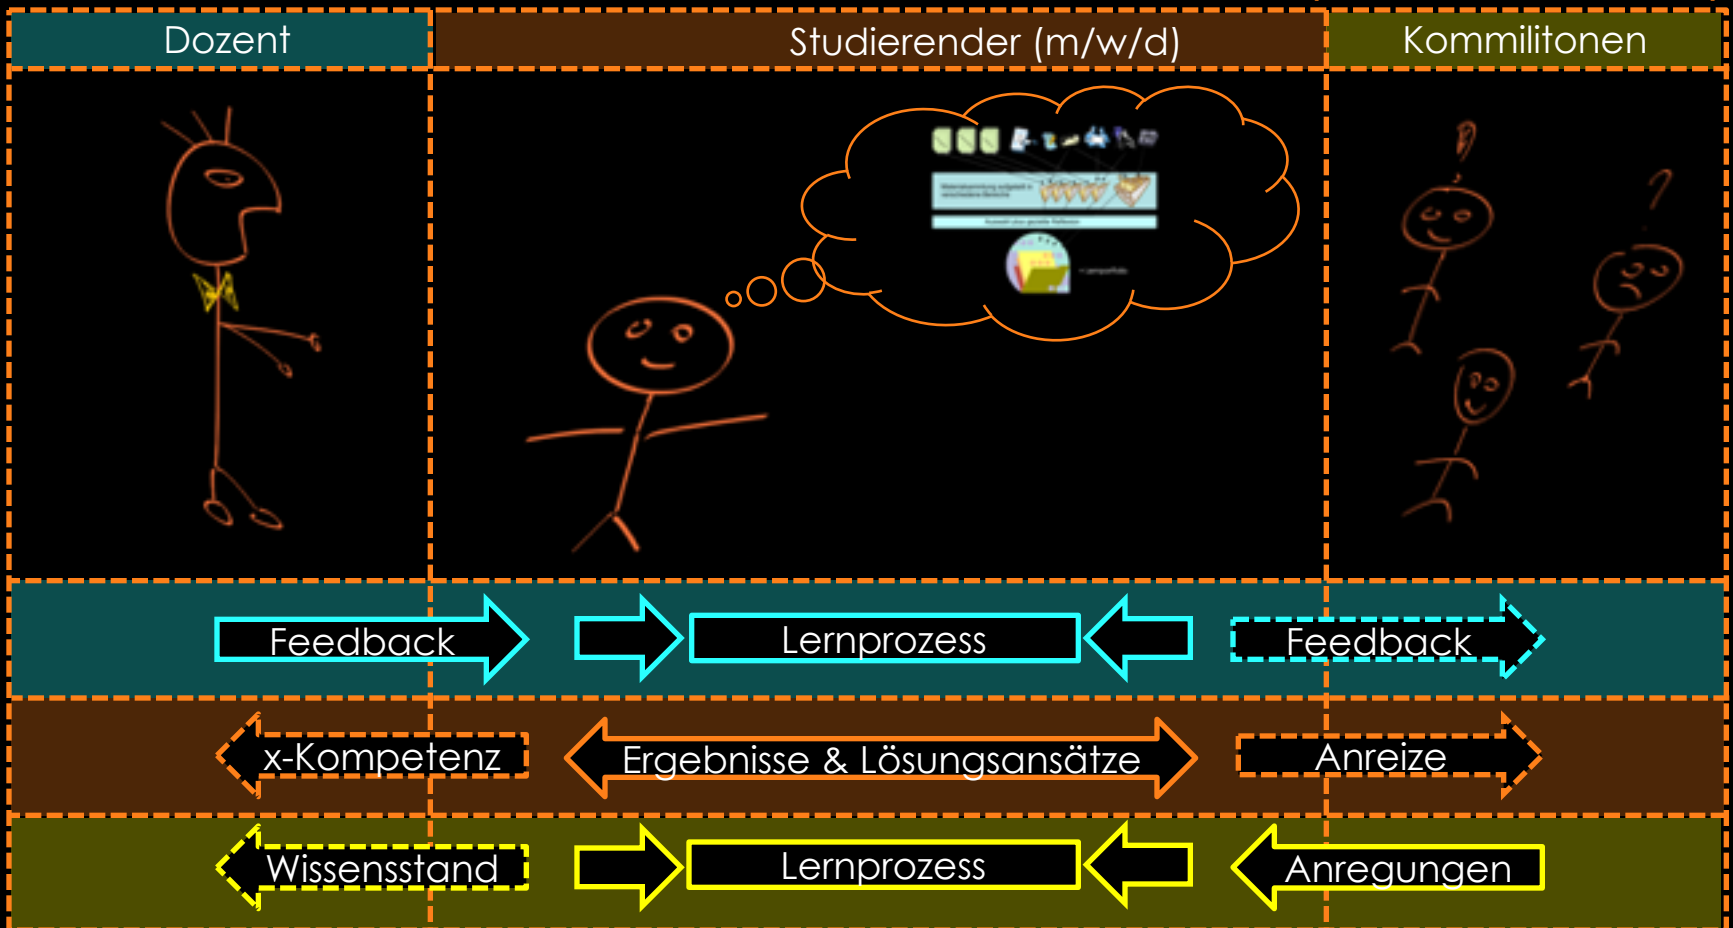 Dozent
Studierender (m/w/d)
Kommilitonen
?
Feedback
Lernprozess
Feedback
x-Kompetenz
Ergebnisse & Lösungsansätze
Anreize
Wissensstand
Lernprozess
Anregungen